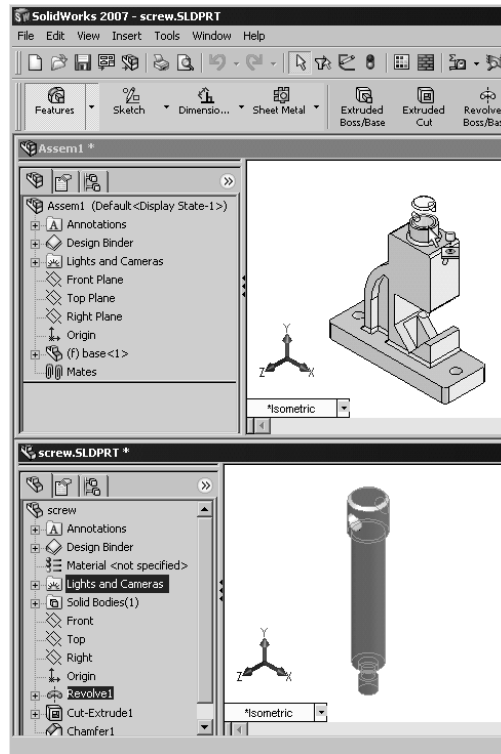 SolidWorks 2007 - screw.SLDPRT
File Edit View Insert Tools Window Help
Features Sketch Dimensio... Sheet Metal Extruded Boss/Base Extruded Cut Revolve Boss/Bas
Assem1 *
Assem1 (Default<Display State-1>)
Annotations
Design Binder
Lights and Cameras
Front Plane
Top Plane
Right Plane
Origin
(f) base<1>
Mates
Y
Z X
*Isometric
screw.SLDPRT *
screw
Annotations
Design Binder
Material <not specified>
Lights and Cameras
Solid Bodies(1)
Front
Top
Right
Origin
Revolve1
Cut-Extrude1
Chamfer1
Y
Z X
*Isometric